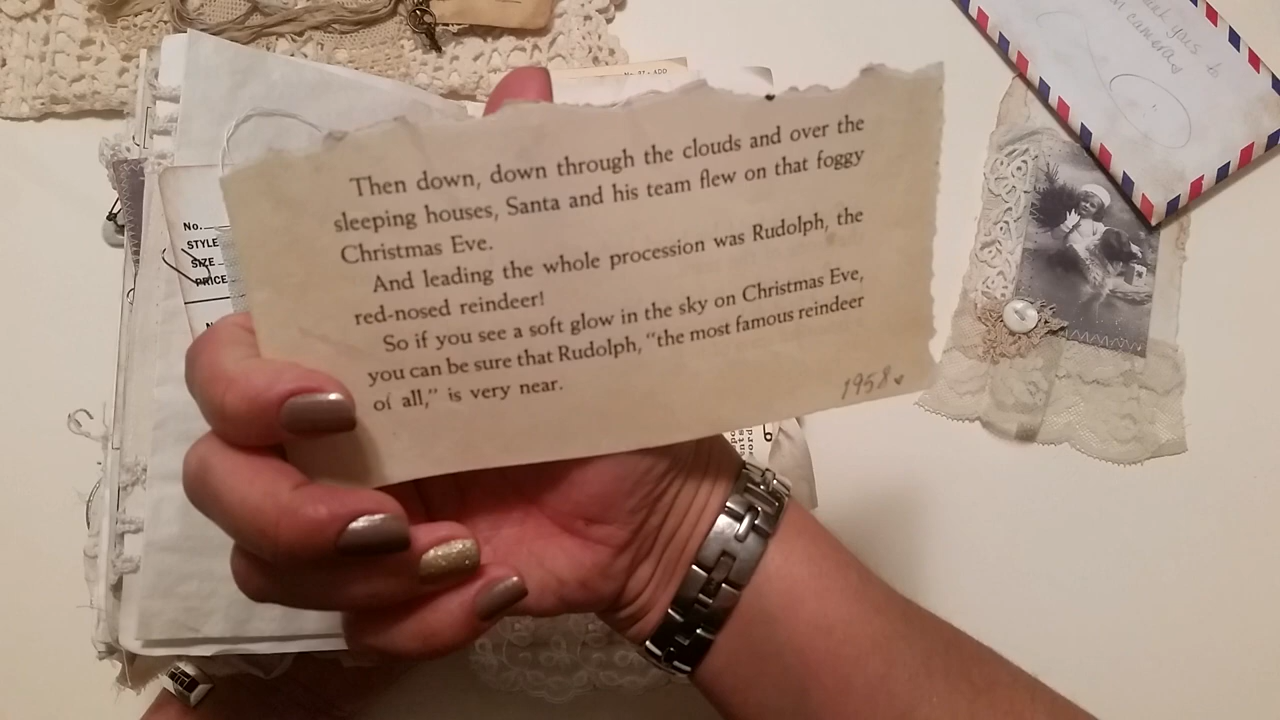 Then down, down through the clouds and over the
sleeping houses, Santa and his team flew on that foggy
Christmas Eve.
And leading the whole procession was Rudolph, the
red-nosed reindeer!
So if you see a soft glow in the sky on Christmas Eve,
you can be sure that Rudolph, "the most famous reindeer
of all," is very near.
1958
No.
STYLE
SIZE
PRICE